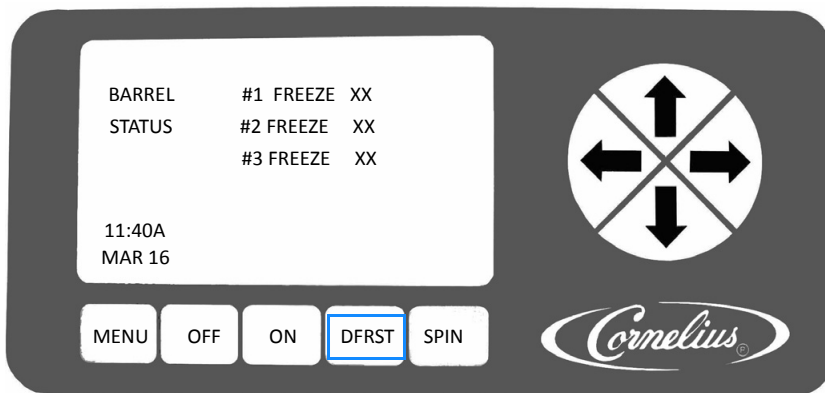 BARREL #1 FREEZE XX
STATUS #2 FREEZE XX
#3 FREEZE XX
11:40A
MAR 16
MENU OFF ON DFRST SPIN
Cornelius ®